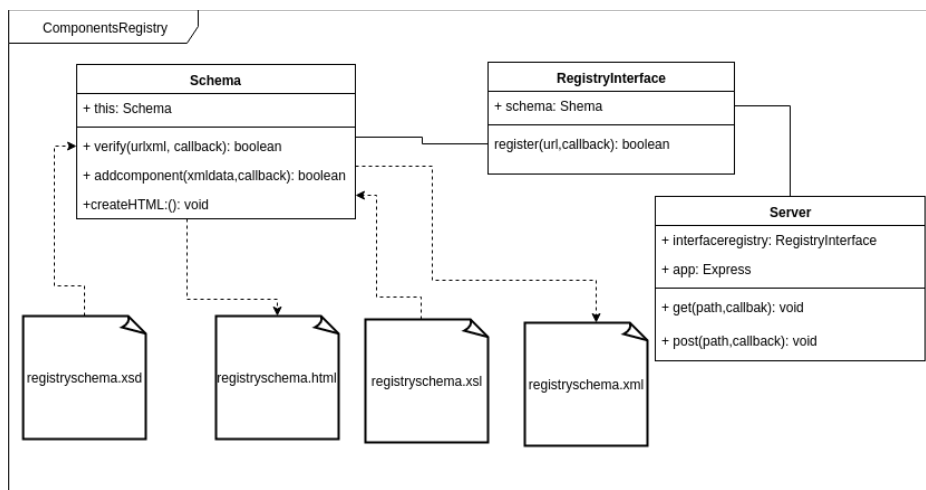 ComponentsRegistry
Schema
+ this: Schema
+ verify(urlxml, callback): boolean
+ addcomponent(xmldata,callback): boolean
+createHTML:(): void
RegistryInterface
+ schema: Shema
register(url,callback): boolean
Server
+ interfaceregistry: RegistryInterface
+ app: Express
+ get(path,callbak): void
+ post(path,callback): void
registryschema.xsd
registryschema.html
registryschema.xsl
registryschema.xml